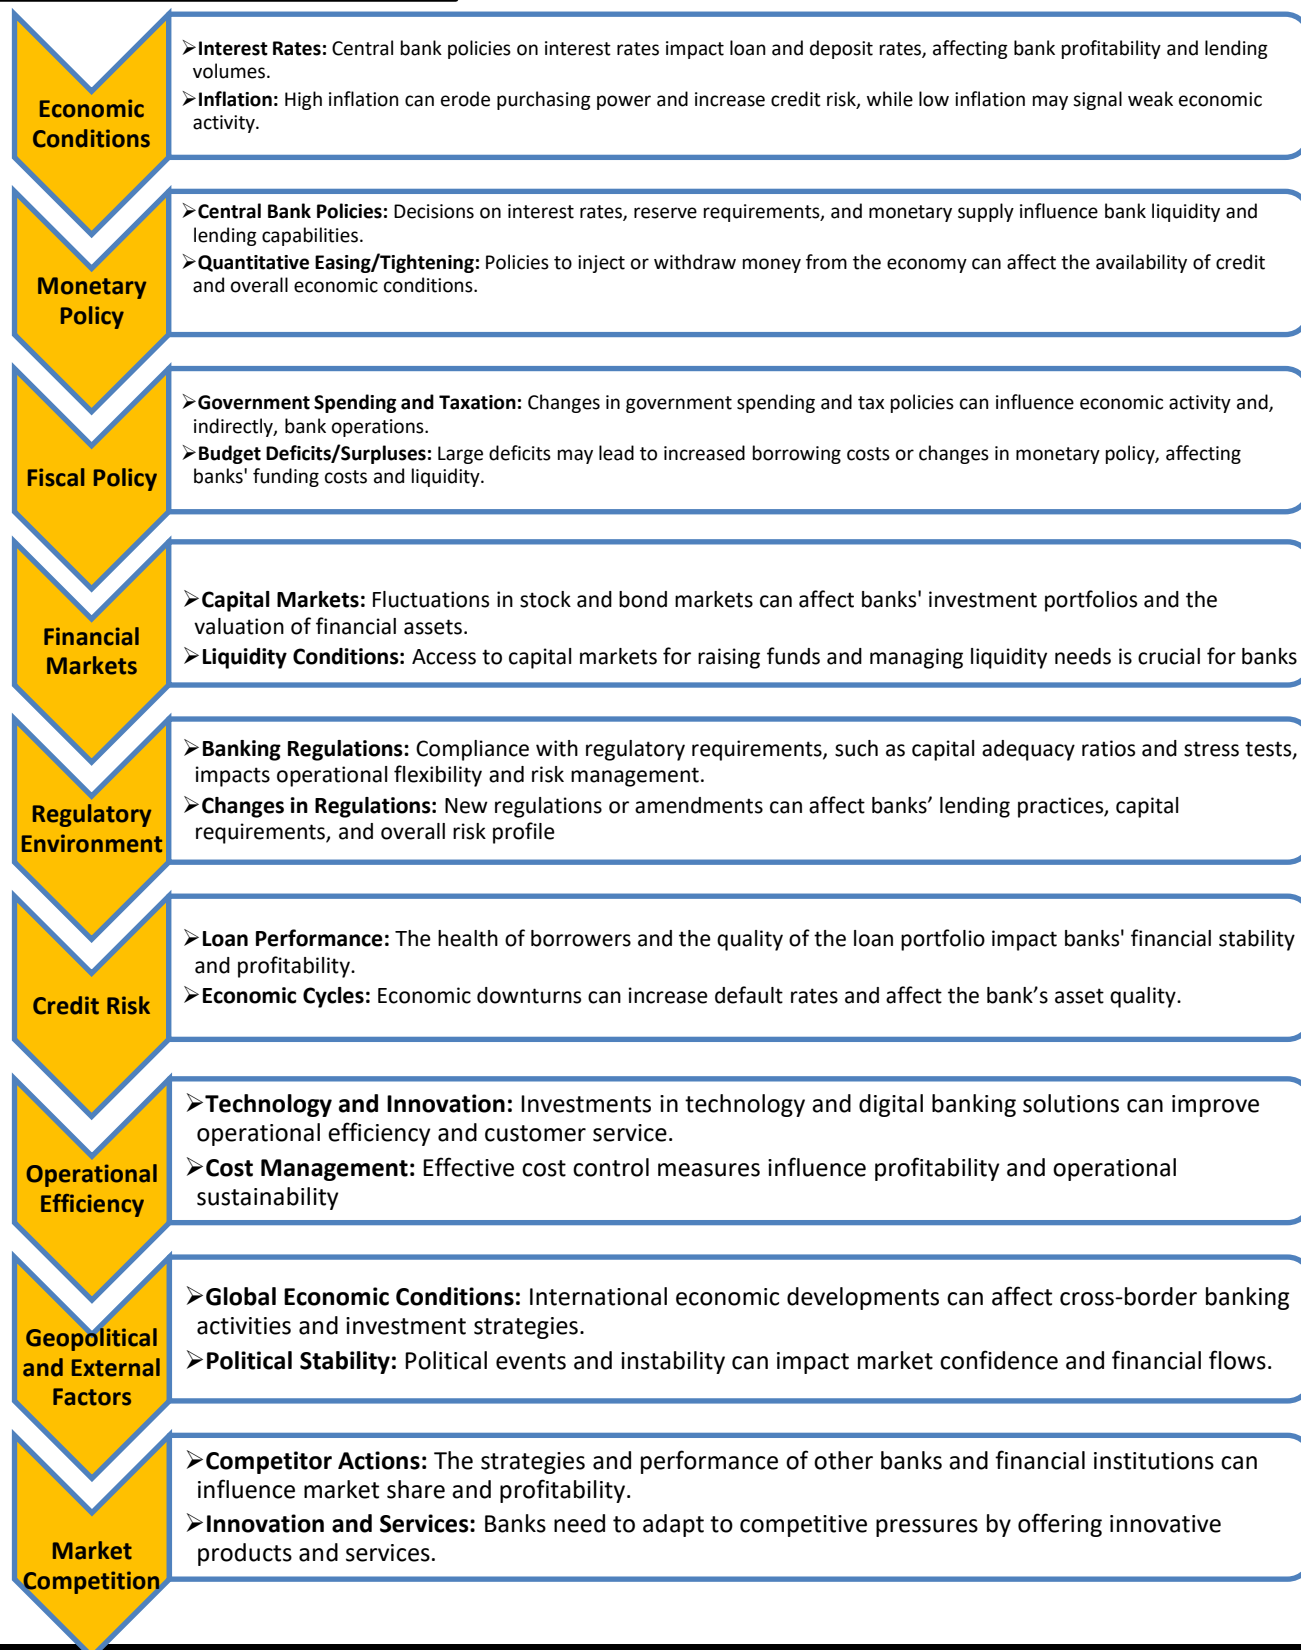 Economic
Conditions
➢Interest Rates: Central bank policies on interest rates impact loan and deposit rates, affecting bank profitability and lending
volumes.
➢Inflation: High inflation can erode purchasing power and increase credit risk, while low inflation may signal weak economic
activity.
Monetary
Policy
➢Central Bank Policies: Decisions on interest rates, reserve requirements, and monetary supply influence bank liquidity and
lending capabilities.
➢Quantitative Easing/Tightening: Policies to inject or withdraw money from the economy can affect the availability of credit
and overall economic conditions.
Fiscal Policy
➢Government Spending and Taxation: Changes in government spending and tax policies can influence economic activity and,
indirectly, bank operations.
➢Budget Deficits/Surpluses: Large deficits may lead to increased borrowing costs or changes in monetary policy, affecting
banks' funding costs and liquidity.
Financial
Markets
➢Capital Markets: Fluctuations in stock and bond markets can affect banks' investment portfolios and the
valuation of financial assets.
➢Liquidity Conditions: Access to capital markets for raising funds and managing liquidity needs is crucial for banks
Regulatory
Environment
➢Banking Regulations: Compliance with regulatory requirements, such as capital adequacy ratios and stress tests,
impacts operational flexibility and risk management.
➢Changes in Regulations: New regulations or amendments can affect banks’ lending practices, capital
requirements, and overall risk profile
Credit Risk
➢Loan Performance: The health of borrowers and the quality of the loan portfolio impact banks' financial stability
and profitability.
➢Economic Cycles: Economic downturns can increase default rates and affect the bank’s asset quality.
Operational
Efficiency
➢Technology and Innovation: Investments in technology and digital banking solutions can improve
operational efficiency and customer service.
➢Cost Management: Effective cost control measures influence profitability and operational
sustainability
Geopolitical
and External
Factors
➢Global Economic Conditions: International economic developments can affect cross-border banking
activities and investment strategies.
➢Political Stability: Political events and instability can impact market confidence and financial flows.
Market
Competition
➢Competitor Actions: The strategies and performance of other banks and financial institutions can
influence market share and profitability.
➢Innovation and Services: Banks need to adapt to competitive pressures by offering innovative
products and services.